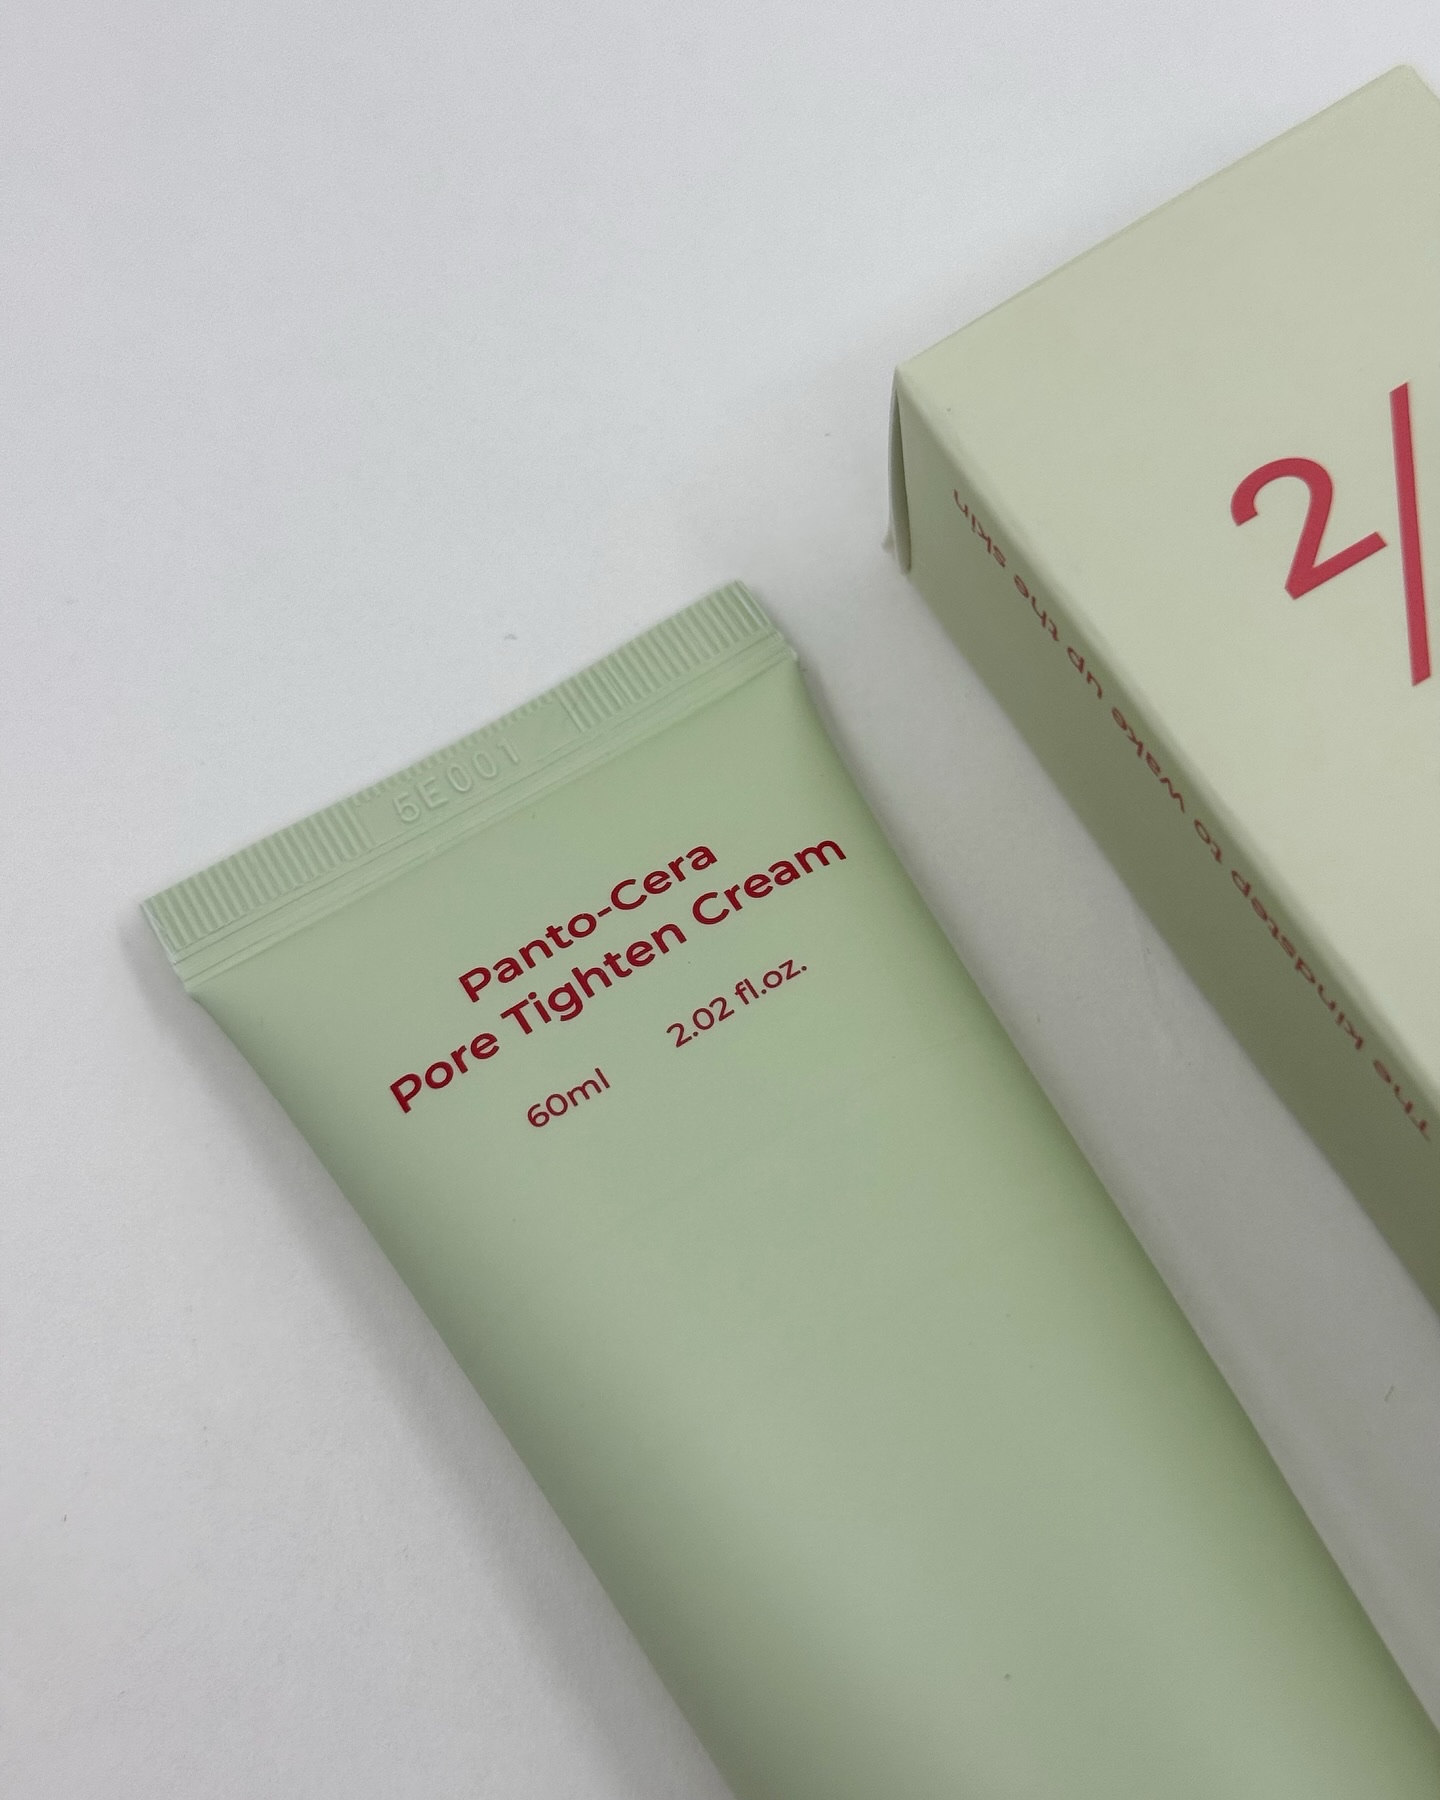 5E001
Panto-Cera
Pore Tighten Cream
60ml 2.02 fl.oz.
2/
The kindstep to wake up the skin